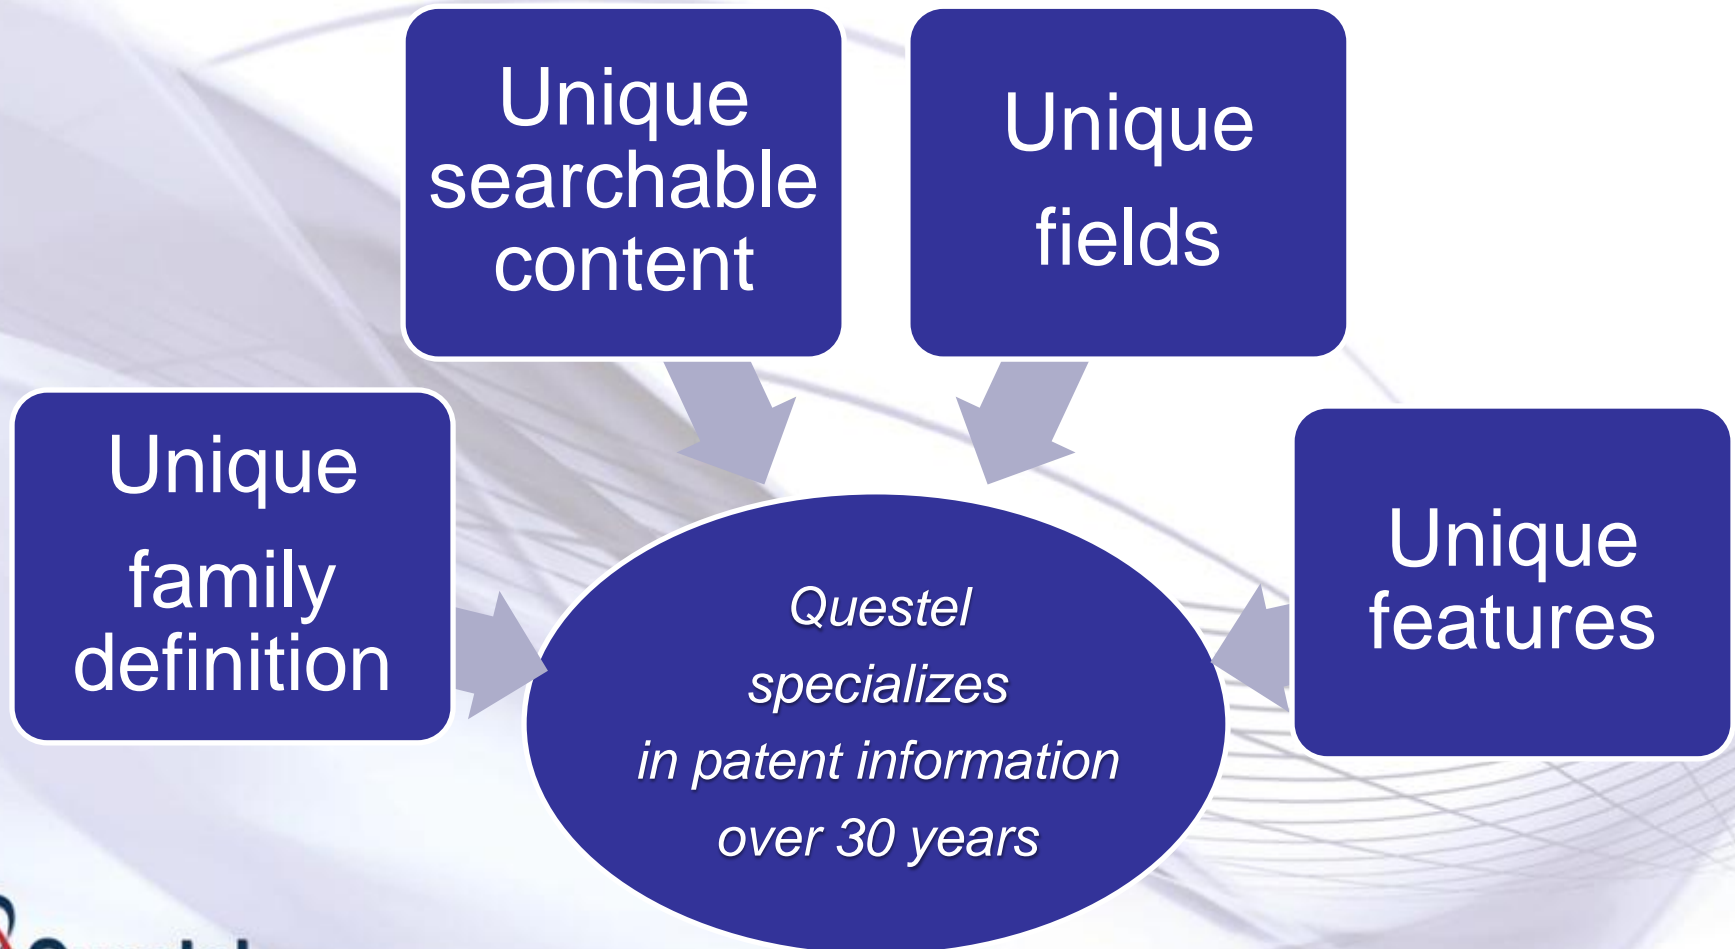 Unique
searchable
content
Unique
fields
Unique
family
definition
Unique
features
Questel
specializes
in patent information
over 30 years